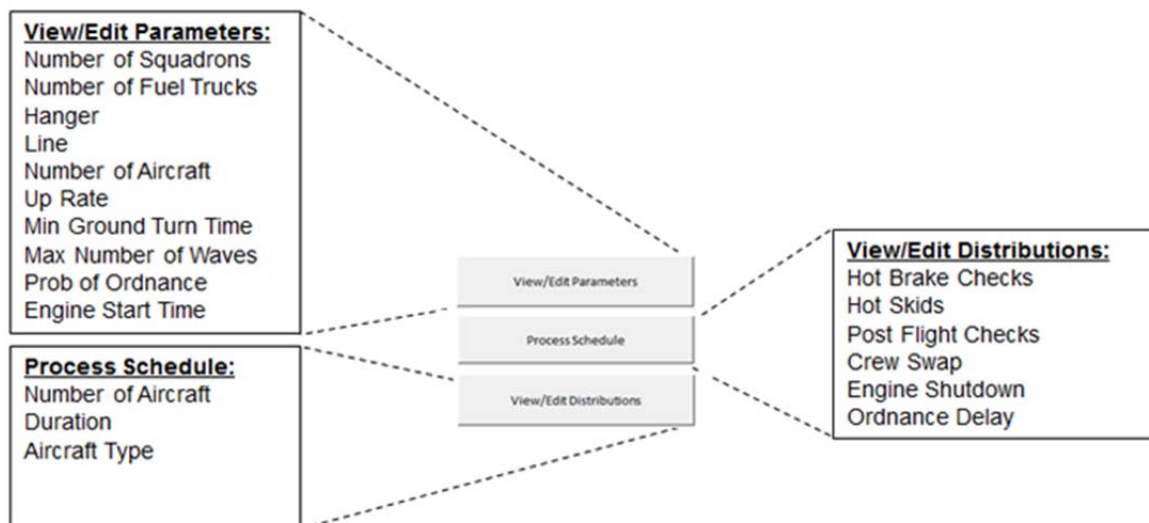 View/Edit Parameters:
Number of Squadrons
Number of Fuel Trucks
Hanger
Line
Number of Aircraft
Up Rate
Min Ground Turn Time
Max Number of Waves
Prob of Ordnance
Engine Start Time
Process Schedule:
Number of Aircraft
Duration
Aircraft Type
View/Edit Parameters
Process Schedule
View/Edit Distributions
View/Edit Distributions:
Hot Brake Checks
Hot Skids
Post Flight Checks
Crew Swap
Engine Shutdown
Ordnance Delay